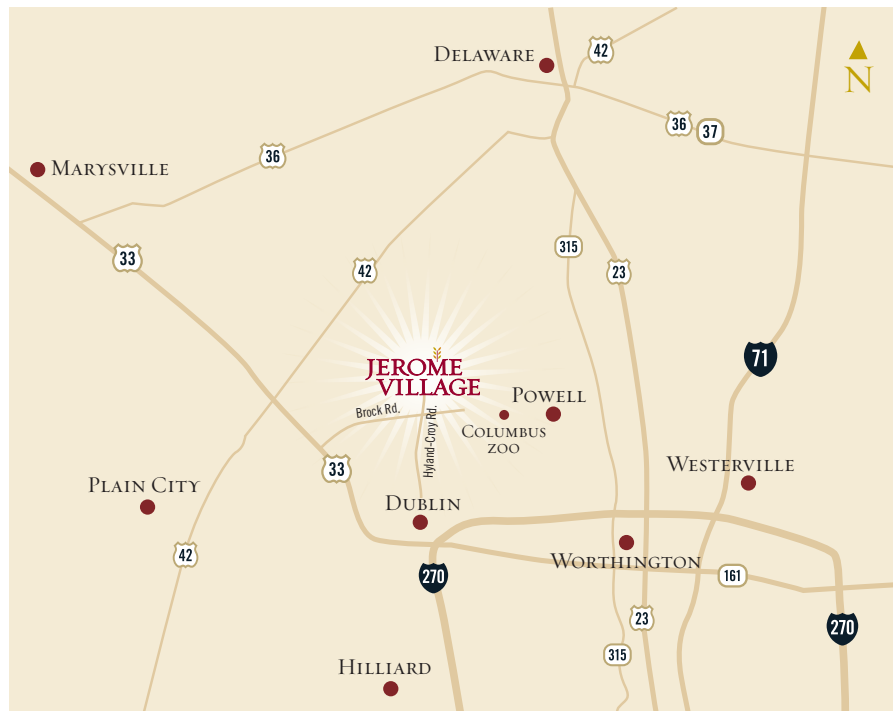 DELAWARE
42
N
36
37
36
MARYSVILLE
33
315
42
23
71
JEROME
VILLAGE
POWELL
Brock Rd.
Hyland-Croy Rd.
COLUMBUS
ZOO
WESTERVILLE
33
PLAIN CITY
DUBLIN
42
WORTHINGTON
270
161
23
270
315
HILLIARD